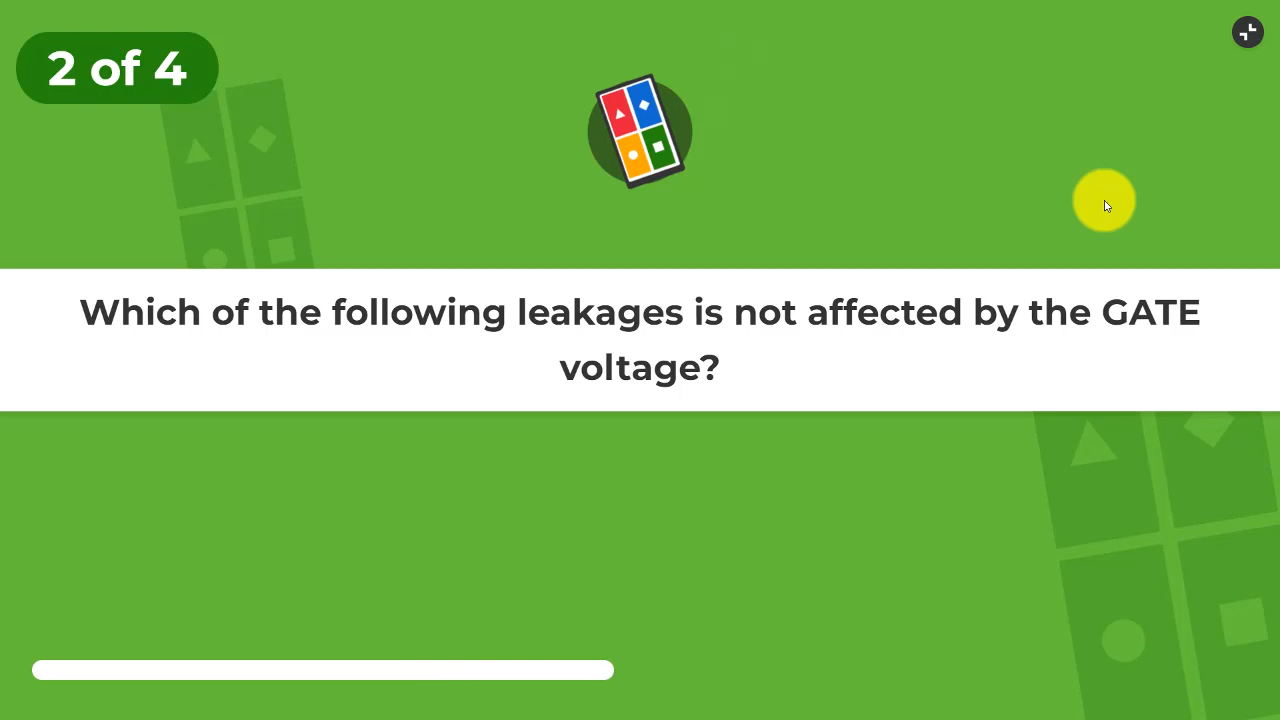 2 of 4
Which of the following leakages is not affected by the GATE
voltage?